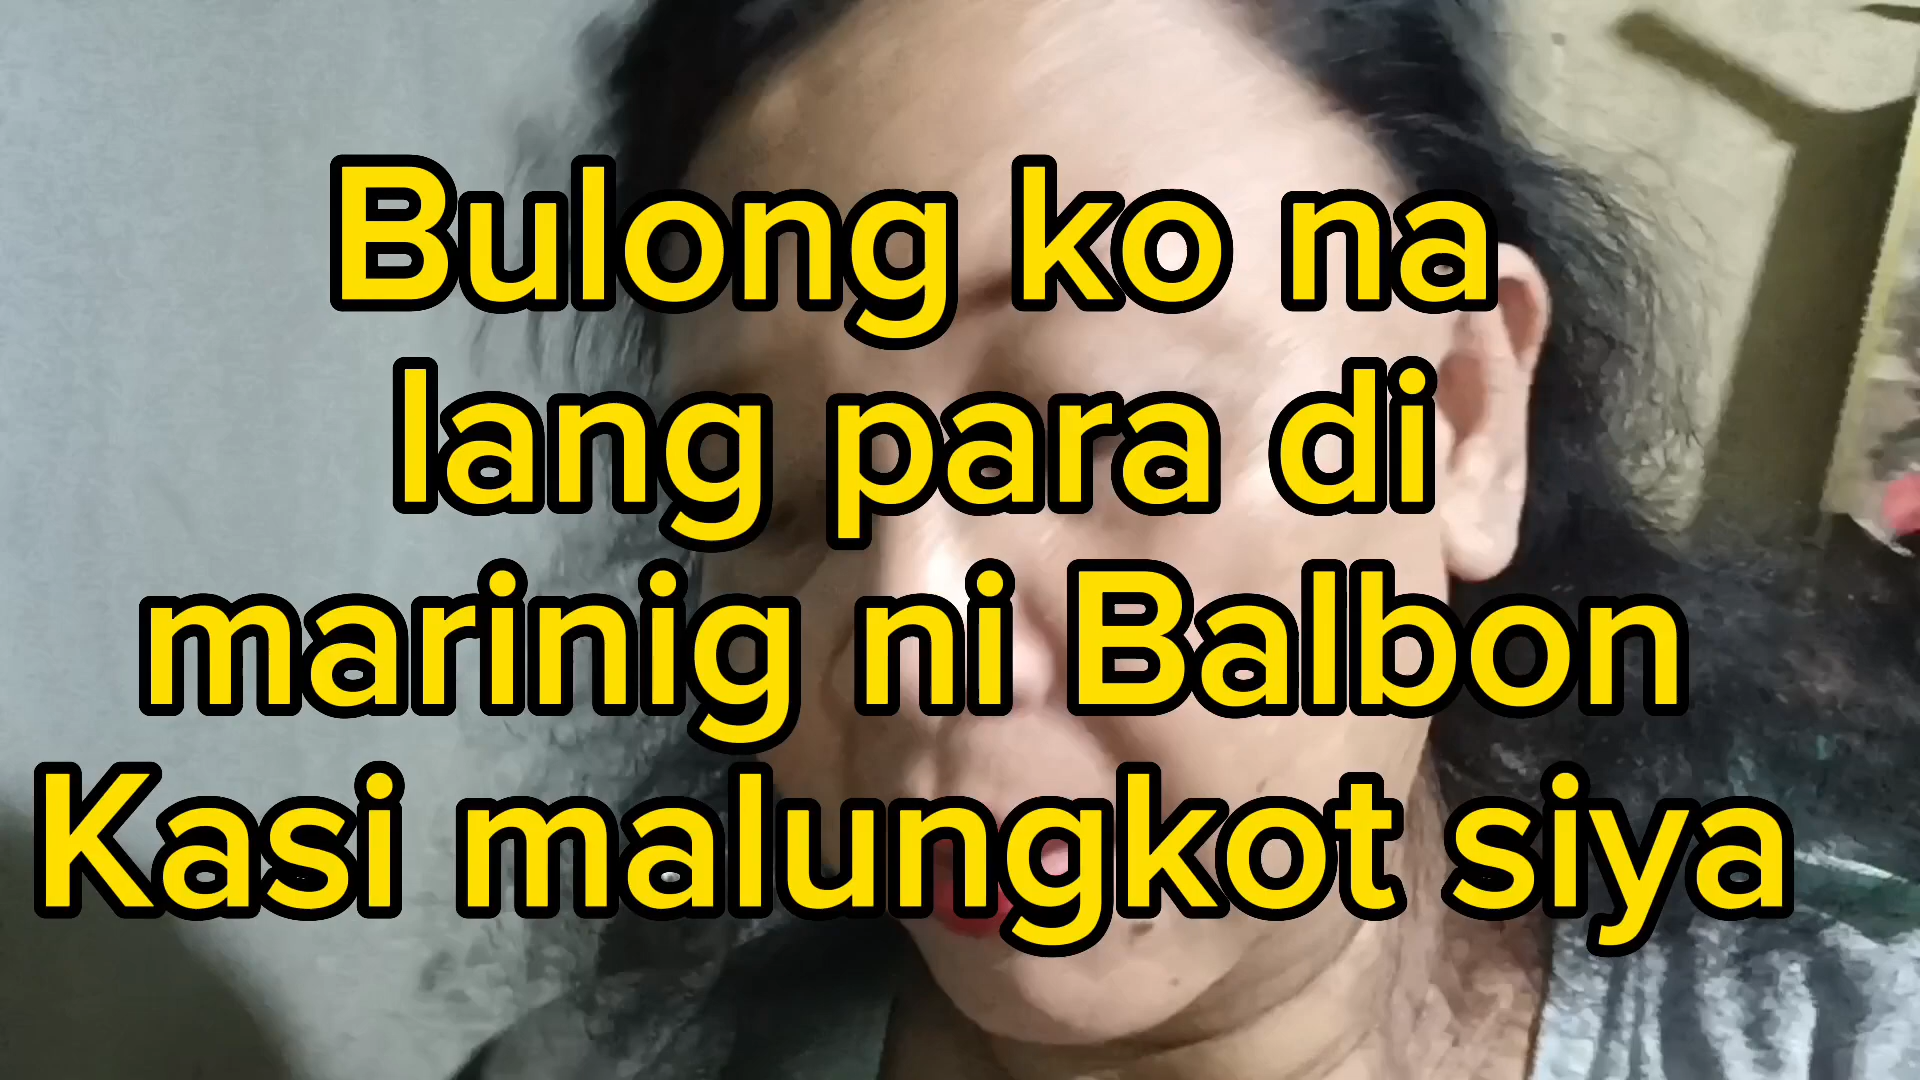 Bulong ko na
lang para di
marinig ni Balbon
Kasi malungkot siya